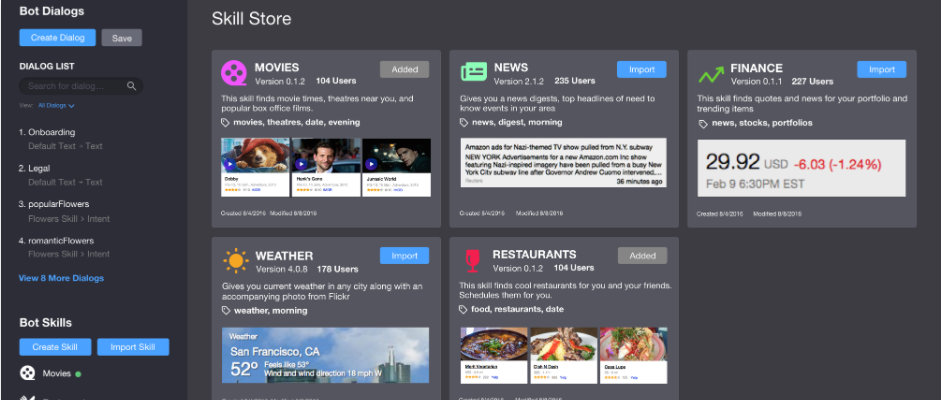 Bot Dialogs
Create Dialog
Save
DIALOG LIST
Search for dialog...
View: All Dialogs
1. Onboarding
Default Text - Text
2. Legal
Default Text - Text
3. popularFlowers
Flowers Skill > Intent
4. romanticFlowers
Flowers Skill > Intent
View 8 More Dialogs
Bot Skills
Create Skill
Import Skill
Movies
Skill Store
MOVIES
Version 0.1.2 104 Users
Added
This skill finds movie times, theatres near you, and
popular box office films.
movies, theatres, date, evening
Jurassic World
Created 8/4/2016 Modified 8/8/2016
NEWS
Version 2.1.2 235 Users
Import
Gives you a news digests, top headlines of need to
know events in your area
news, digest, morning
Amazon ads for Nazi-themed TV show pulled from N.Y. subway
NEW YORK Advertisements for a new Amazon.com Inc show
featuring Nazi-inspired imagery have been pulled from a busy New
York City subway line after Governor Andrew Cuomo intervened,...
Reuters
36 minutes ago
Created 8/4/2016 Modified 8/8/2016
FINANCE
Version 0.1.1 227 Users
Import
This skill finds quotes and news for your portfolio and
trending items
news, stocks, portfolios
29.92 USD -6.03 (-1.24%)
Feb 9 6:30PM EST
Created 8/4/2016 Modified 8/8/2016
WEATHER
Version 4.0.8 178 Users
Import
Gives you current weather in any city along with an
accompanying photo from Flickr
weather, morning
Weather
San Francisco, CA
52° Feels like 53°
Wind and wind direction 18 mph W
RESTAURANTS
Version 0.1.2 104 Users
Added
This skill finds cool restaurants for you and your friends.
Schedules them for you.
food, restaurants, date